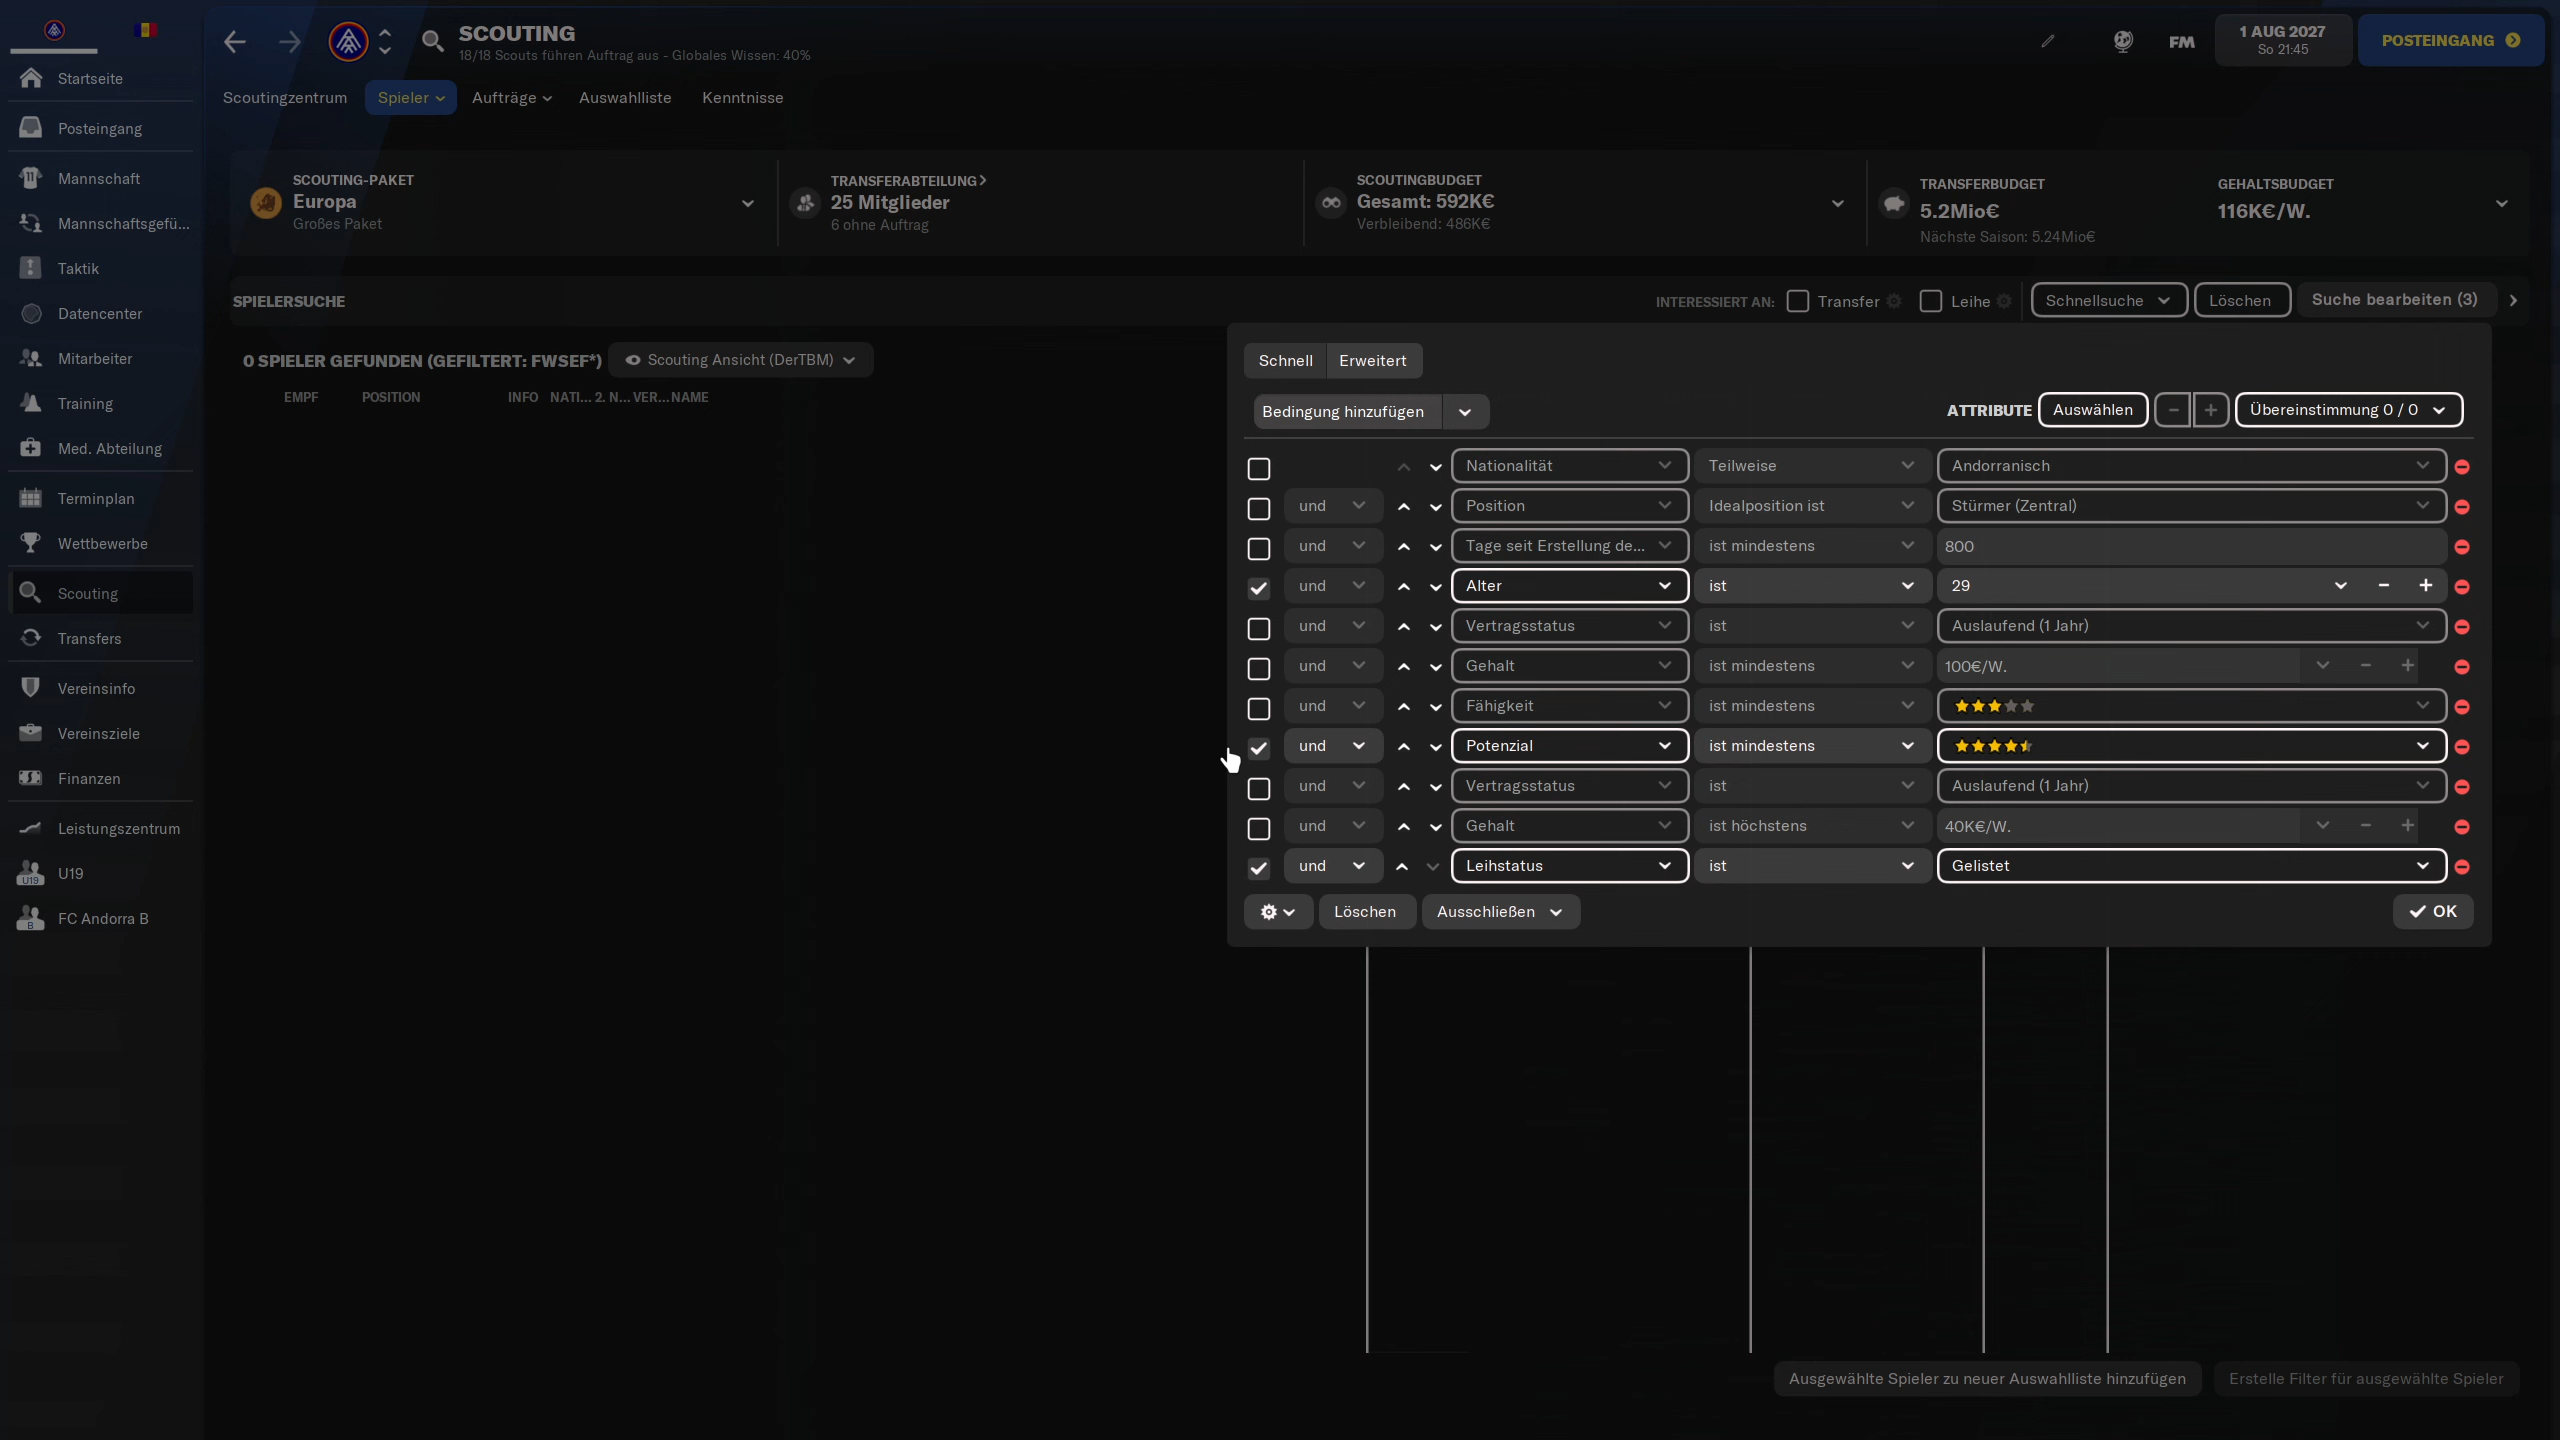 SCOUTING
18/18 Scouts führen Auftrag aus - Globales Wissen: 40%
FM
1 AUG 2027
So 21:45
POSTEINGANG
Startseite
Posteingang
Mannschaft
Mannschaftsgefü...
Taktik
Datencenter
Mitarbeiter
Training
Med. Abteilung
Terminplan
Wettbewerbe
Scouting
Transfers
Vereinsinfo
Vereinsziele
Finanzen
Leistungszentrum
U19
U19
B
FC Andorra B
Scoutingzentrum
Spieler
Aufträge
Auswahlliste
Kenntnisse
SCOUTING-PAKET
Europa
Großes Paket
TRANSFERABTEILUNG
25 Mitglieder
6 ohne Auftrag
SCOUTINGBUDGET
Gesamt: 592K€
Verbleibend: 486K€
TRANSFERBUDGET
5.2Mio€
Nächste Saison: 5.24Mio€
GEHALTSBUDGET
116K€/W.
SPIELERSUCHE
INTERESSIERT AN:
Transfer
Leihe
Schnellsuche
Löschen
Suche bearbeiten (3)
0 SPIELER GEFUNDEN (GEFILTERT: FWSEF*)
Scouting Ansicht (DerTBM)
EMPF
POSITION
INFO
NATI...
2. N...
VER...
NAME
Schnell
Erweitert
Bedingung hinzufügen
ATTRIBUTE
Auswählen
Übereinstimmung 0 / 0
Nationalität Teilweise Andorranisch
und Position Idealposition ist Stürmer (Zentral)
und Tage seit Erstellung de... ist mindestens 800
und Alter ist 29
und Vertragsstatus ist Auslaufend (1 Jahr)
und Gehalt ist mindestens 100€/W.
und Fähigkeit ist mindestens
und Potenzial ist mindestens
und Vertragsstatus ist Auslaufend (1 Jahr)
und Gehalt ist höchstens 40K€/W.
und Leihstatus ist Gelistet
Löschen
Ausschließen
OK
Ausgewählte Spieler zu neuer Auswahlliste hinzufügen
Erstelle Filter für ausgewählte Spieler